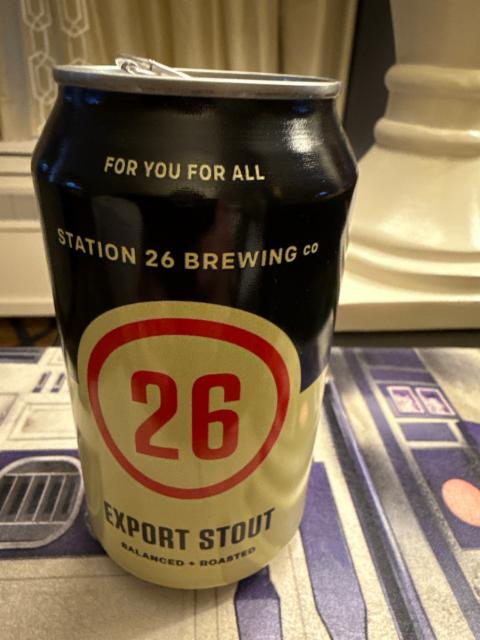 FOR YOU FOR ALL
STATION 26 BREWING CO
26
EXPORT STOUT
BALANCED + ROASTED